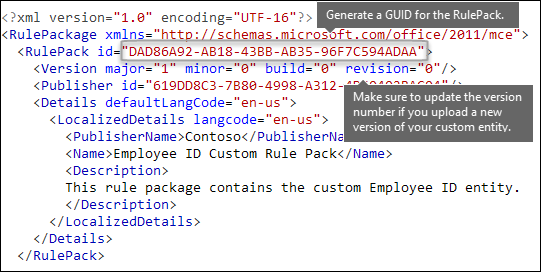 <?xml version="1.0" encoding="UTF-16"?>
Generate a GUID for the RulePack.
<RulePackage xmlns="http://schemas.microsoft.com/office/2011/mce">
<RulePack id="DAD86A92-AB18-43BB-AB35-96F7C594ADAA">
<Version major="1" minor="0" build="0" revision="0"/>
<Publisher id="619DD8C3-7B80-4998-A312-
Make sure to update the version
number if you upload a new
version of your custom entity.
<Details defaultLangCode="en-us">
<LocalizedDetails langcode="en-us">
<PublisherName>Contoso</PublisherNam
<Name>Employee ID Custom Rule Pack</Name>
<Description>
This rule package contains the custom Employee ID entity.
</Description>
</LocalizedDetails>
</Details>
</RulePack>